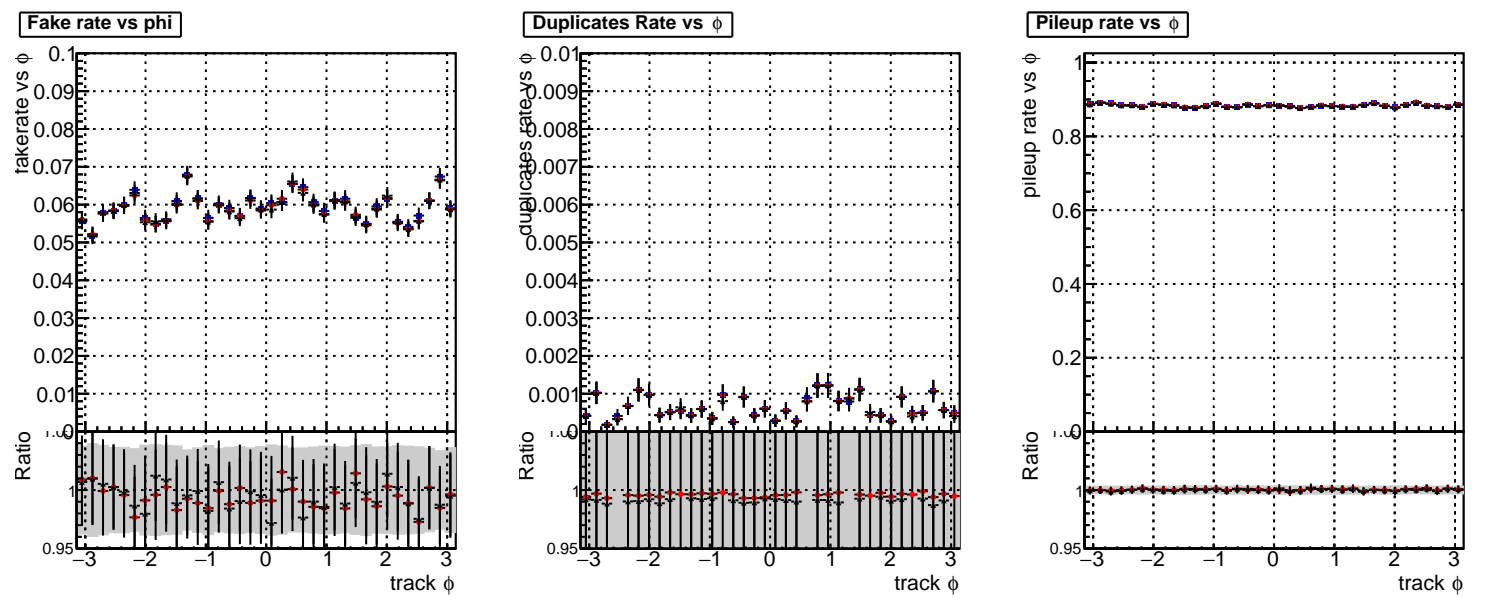 Fake rate vs phi
fakerate vs ϕ
0.1
0.09
0.08
0.07
0.06
0.05
0.04
0.03
0.02
0.01
0
Ratio
1
0.95
−3 −2 −1 0 1 2 3
track ϕ
Duplicates Rate vs ϕ
duplicates rate vs ϕ
0.01
0.009
0.008
0.007
0.006
0.005
0.004
0.003
0.002
0.001
0
Ratio
1
0.95
−3 −2 −1 0 1 2 3
track ϕ
Pileup rate vs ϕ
pileup rate vs ϕ
1
0.8
0.6
0.4
0.2
0
Ratio
1
0.95
−3 −2 −1 0 1 2 3
track ϕ